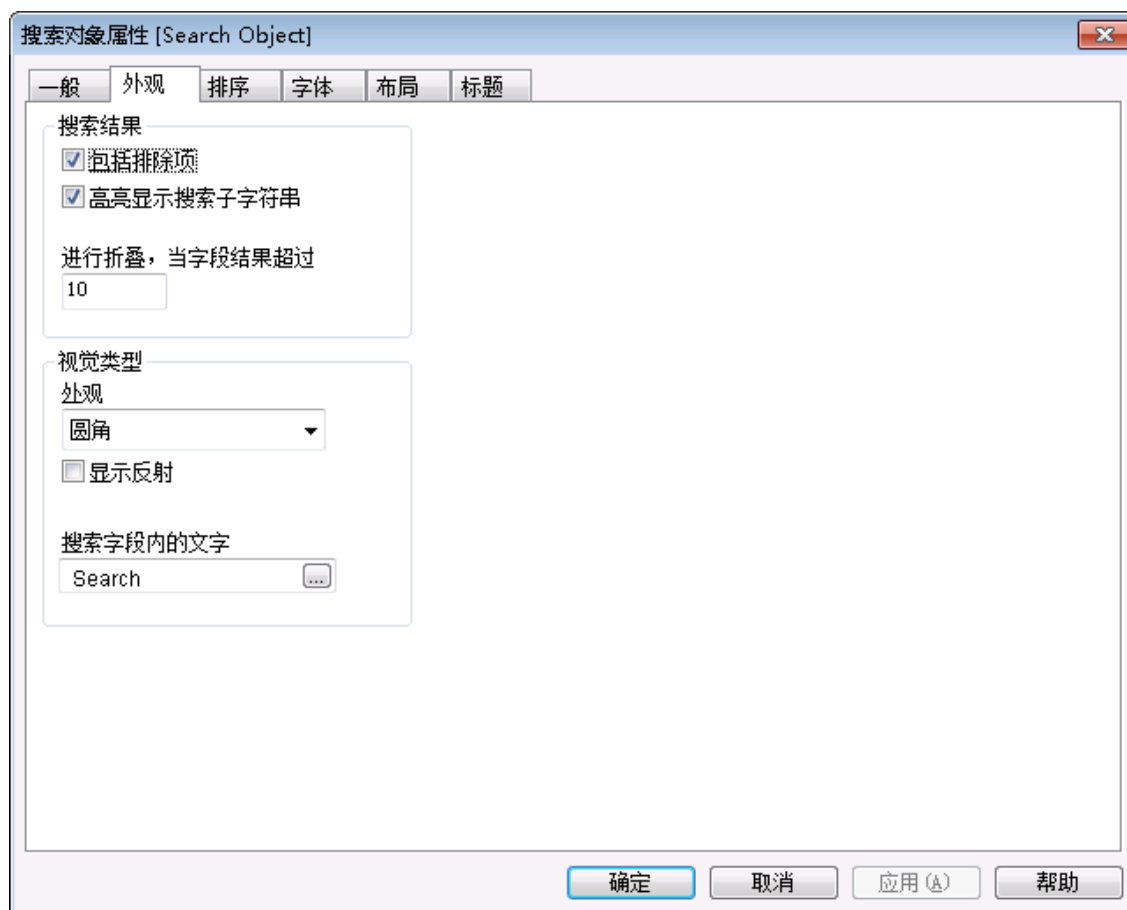 搜索对象属性 [Search Object]
一般 外观 排序 字体 布局 标题
搜索结果
包括排除项
高亮显示搜索子字符串
进行折叠，当字段结果超过
10
视觉类型
外观
圆角
显示反射
搜索字段内的文字
Search ...
确定 取消 应用(A) 帮助